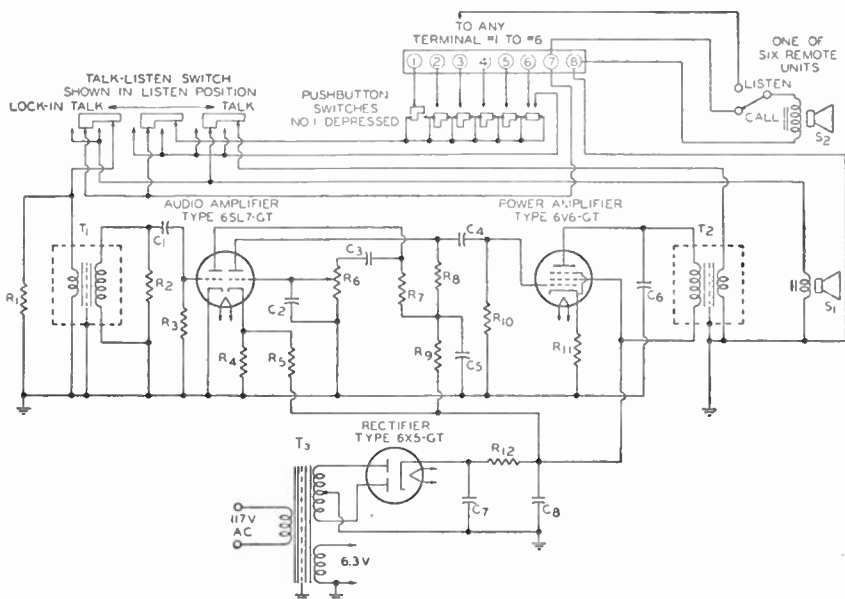 TO ANY
TERMINAL #1 TO #6
ONE OF
SIX REMOTE
UNITS
1 2 3 4 5 6 7 8
TALK-LISTEN SWITCH
SHOWN IN LISTEN POSITION
LOCK-IN TALK TALK
PUSHBUTTON
SWITCHES
NO.1 DEPRESSED
LISTEN
CALL
S2
AUDIO AMPLIFIER
TYPE 6SL7-GT
POWER AMPLIFIER
TYPE 6V6-GT
T1
C1
C3
C4
T2
R1
R2
R3
C2
R6
R7
R8
R10
C6
S1
R4
R5
R9
C5
R11
RECTIFIER
TYPE 6X5-GT
T3
R12
117V
AC
C7
C8
6.3V